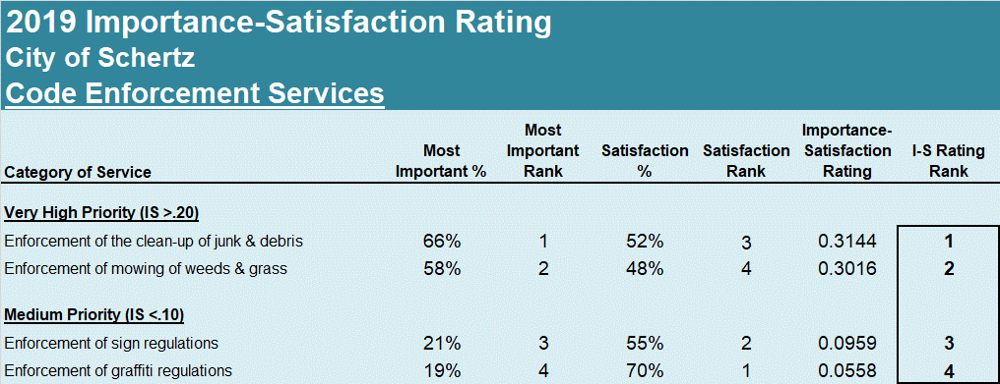 2019 Importance-Satisfaction Rating
City of Schertz
Code Enforcement Services
Category of Service Most Important % Most Important Rank Satisfaction % Satisfaction Rank Importance-Satisfaction Rating I-S Rating Rank
Very High Priority (IS >.20)
Enforcement of the clean-up of junk & debris 66% 1 52% 3 0.3144 1
Enforcement of mowing of weeds & grass 58% 2 48% 4 0.3016 2
Medium Priority (IS <.10)
Enforcement of sign regulations 21% 3 55% 2 0.0959 3
Enforcement of graffiti regulations 19% 4 70% 1 0.0558 4